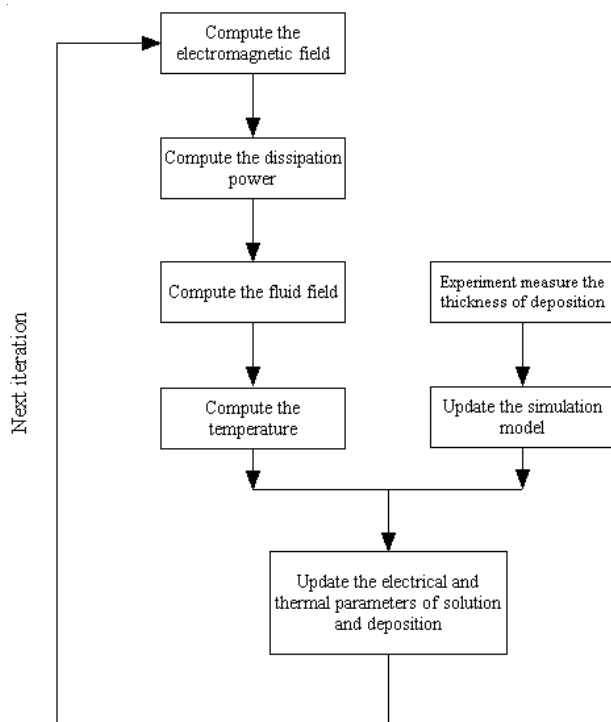 Compute the
electromagnetic field
Compute the dissipation
power
Compute the fluid field
Experiment measure the
thickness of deposition
Compute the
temperature
Update the simulation
model
Next iteration
Update the electrical and
thermal parameters of solution
and deposition